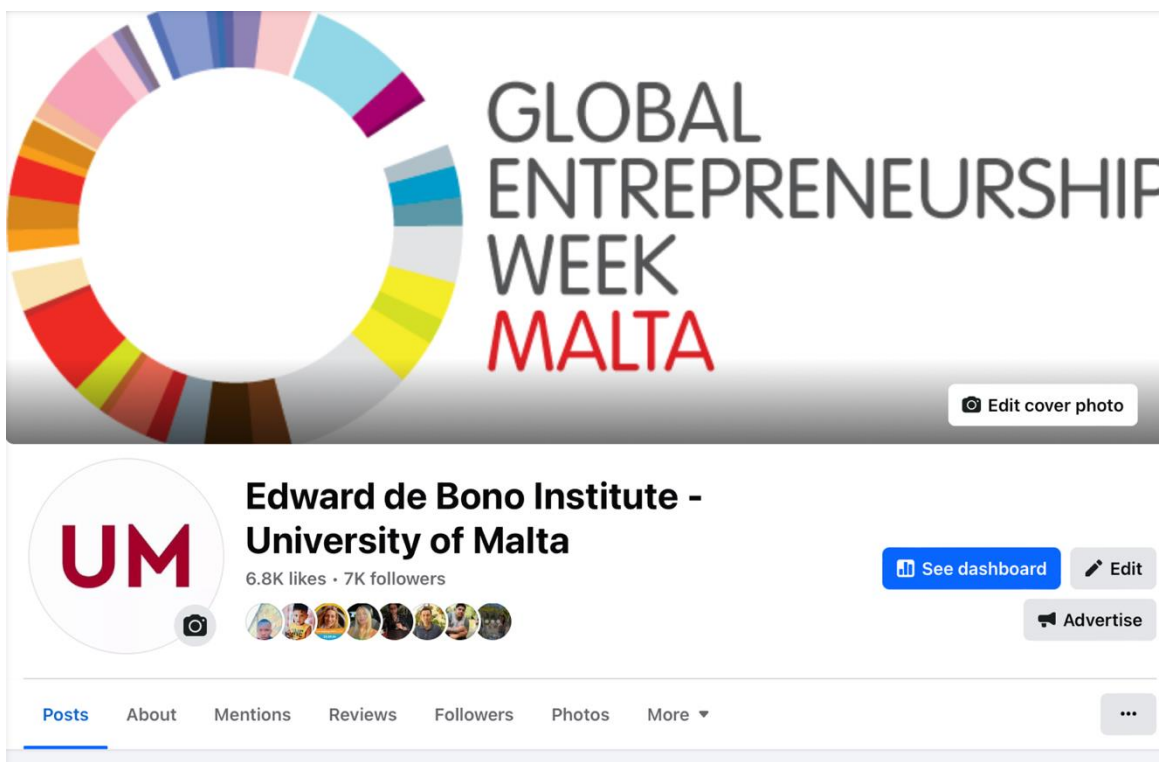 GLOBAL
ENTREPRENEURSHIP
WEEK
MALTA
Edit cover photo
UM
Edward de Bono Institute -
University of Malta
6.8K likes • 7K followers
See dashboard
Edit
Advertise
Posts
About
Mentions
Reviews
Followers
Photos
More